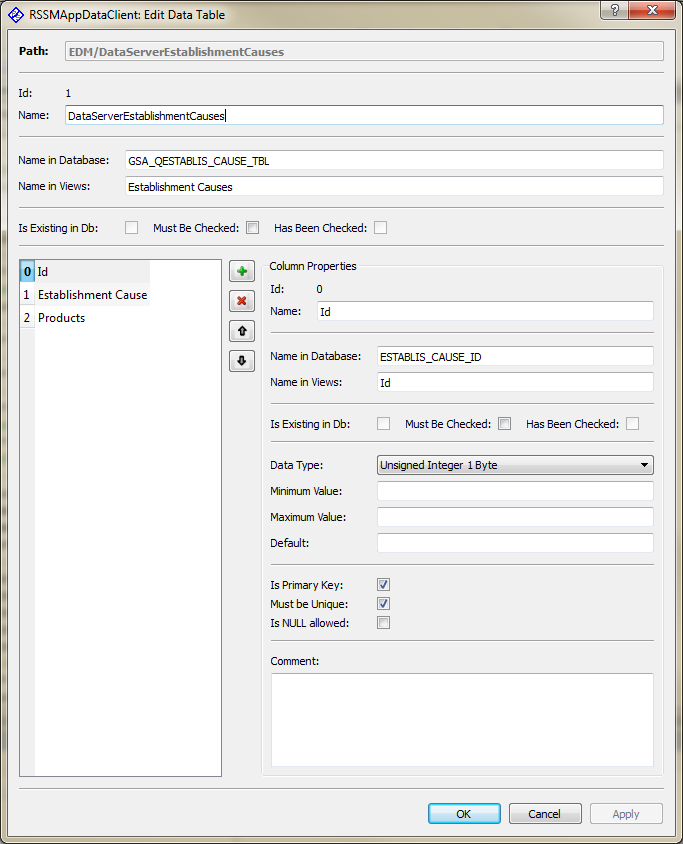 RSSMAppDataClient: Edit Data Table
?
Path: EDM/DataServerEstablishmentCauses
Id: 1
Name: DataServerEstablishmentCauses
Name in Database: GSA_QESTABLIS_CAUSE_TBL
Name in Views: Establishment Causes
Is Existing in Db: Must Be Checked: Has Been Checked:
0 Id
1 Establishment Cause
2 Products
Column Properties
Id: 0
Name: Id
Name in Database: ESTABLIS_CAUSE_ID
Name in Views: Id
Is Existing in Db: Must Be Checked: Has Been Checked:
Data Type: Unsigned Integer 1 Byte
Minimum Value:
Maximum Value:
Default:
Is Primary Key:
Must be Unique:
Is NULL allowed:
Comment:
OK Cancel Apply